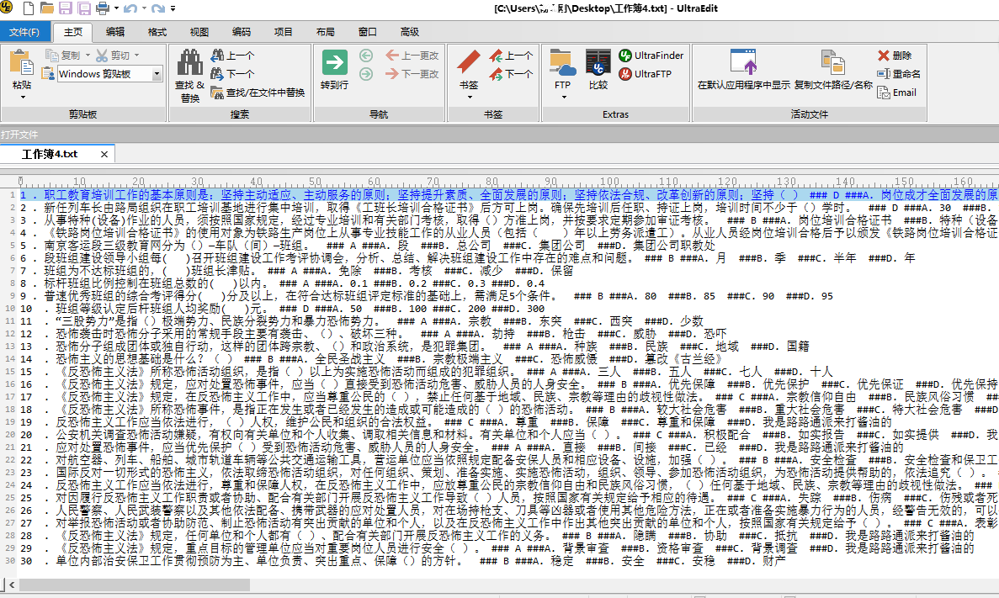 [C:\Users\ \Desktop\工作簿4.txt] - UltraEdit
文件(F) 主页 编辑 格式 视图 编码 项目 布局 窗口 高级
粘贴 复制 剪切 Windows 剪贴板 剪贴板
查找 & 替换 上一个 下一个 查找/在文件中替换 搜索
转到行 上一更改 下一更改 导航
书签 上一个 下一个 书签
FTP 比较 UltraFinder UltraFTP Extras
在默认应用程序中显示 复制文件路径/名称 删除 重命名 Email 活动文件
打开文件
工作簿4.txt
0 10 20 30 40 50 60 70 80 90 100 110 120 130 140 150 160
1 1 . 职工教育培训工作的基本原则是：坚持主动适应、主动服务的原则；坚持提升素质、全面发展的原则；坚持依法合规、改革创新的原则；坚持（ ） ### D ###A. 岗位成才全面发展的原
2 2 . 新任列车长由路局组织在职工培训基地进行集中培训，取得《工班长培训合格证书》后方可上岗。确保先培训后任职、持证上岗，培训时间不少于（）学时。 ### D ###A. 30 ###B.
3 3 . 从事特种(设备)作业的人员，须按照国家规定，经过专业培训和有关部门考核，取得（）方准上岗，并按要求定期参加审证考核。 ### B ###A. 岗位培训合格证书 ###B. 特种（设备
4 4 . 《铁路岗位培训合格证书》的使用对象为铁路生产岗位上从事专业技能工作的从业人员（包括（ ）年以上劳务派遣工）。从业人员经岗位培训合格后予以颁发《铁路岗位培训合格证
5 5 . 南京客运段三级教育网分为（）—车队（间）—班组。 ### A ###A. 段 ###B. 总公司 ###C. 集团公司 ###D. 集团公司职教处
6 6 . 段班组建设领导小组每( )召开班组建设工作考评协调会，分析、总结、解决班组建设工作中存在的难点和问题。 ### B ###A. 月 ###B. 季 ###C. 半年 ###D. 年
7 7 . 班组为不达标班组的，( )班组长津贴。 ### A ###A. 免除 ###B. 考核 ###C. 减少 ###D. 保留
8 8 . 标杆班组比例控制在班组总数的( )以内。 ### A ###A. 0.1 ###B. 0.2 ###C. 0.3 ###D. 0.4
9 9 . 普速优秀班组的综合考评得分( )分及以上，在符合达标班组评定标准的基础上，需满足5个条件。 ### B ###A. 80 ###B. 85 ###C. 90 ###D. 95
10 10 . 班组等级认定后杆班组人均奖励( )元。 ### D ###A. 50 ###B. 100 ###C. 200 ###D. 300
11 11 . “三股势力”是指（）极端势力、民族分裂势力和暴力恐怖势力。 ### A ###A. 宗教 ###B. 东突 ###C. 西突 ###D. 少数
12 12 . 恐怖袭击时恐怖分子采用的常规手段主要有袭击、（）、破坏三种。 ### A ###A. 劫持 ###B. 枪击 ###C. 威胁 ###D. 恐吓
13 13 . 恐怖分子组成团体或独自行动，这样的团体跨宗教、（）和政治系统，是犯罪集团。 ### A ###A. 种族 ###B. 民族 ###C. 地域 ###D. 国籍
14 14 . 恐怖主义的思想基础是什么？（ ） ### B ###A. 全民圣战主义 ###B. 宗教极端主义 ###C. 恐怖威慑 ###D. 篡改《古兰经》
15 15 . 《反恐怖主义法》所称恐怖活动组织，是指（ ）以上为实施恐怖活动而组成的犯罪组织。 ### A ###A. 三人 ###B. 五人 ###C. 七人 ###D. 十人
16 16 . 《反恐怖主义法》规定，应对处置恐怖事件，应当（ ）直接受到恐怖活动危害、威胁人员的人身安全。 ### B ###A. 优先保障 ###B. 优先保护 ###C. 优先保证 ###D. 优先保持
17 17 . 《反恐怖主义法》规定，在反恐怖主义工作中，应当尊重公民的（ ），禁止任何基于地域、民族、宗教等理由的歧视性做法。 ### C ###A. 宗教信仰自由 ###B. 民族风俗习惯 ###
18 18 . 《反恐怖主义法》所称恐怖事件，是指正在发生或者已经发生的造成或可能造成的（ ）的恐怖活动。 ### B ###A. 较大社会危害 ###B. 重大社会危害 ###C. 特大社会危害 ###D
19 19 . 反恐怖主义工作应当依法进行，（ ）人权，维护公民和组织的合法权益。 ### C ###A. 尊重 ###B. 保障 ###C. 尊重和保障 ###D. 我是路路通派来打酱油的
20 20 . 公安机关调查恐怖活动嫌疑，有权向有关单位和个人收集、调取相关信息和材料。有关单位和个人应当（ ）。 ### C ###A. 积极配合 ###B. 如实报告 ###C. 如实提供 ###D. 我
21 21 . 应对处置恐怖事件，应当优先保护（ ）受到恐怖活动危害、威胁人员的人身安全。 ### A ###A. 直接 ###B. 间接 ###C. 已经 ###D. 我是路路通派来打酱油的
22 22 . 对航空器、列车、船舶、城市轨道车辆等公共交通运输工具，营运单位应当依照规定配备安保人员和相应设备、设施，加强（ ）。 ### B ###A. 安全检查 ###B. 安全检查和保卫工
23 23 . 国际反对一切形式的恐怖主义，依法取缔恐怖活动组织，对任何组织、策划、准备实施、实施恐怖活动，组织、领导、参加恐怖活动组织，为恐怖活动提供帮助的，依法追究（ ）。
24 24 . 反恐怖主义工作应当依法进行，尊重和保障人权，在反恐怖主义工作中，应放尊重公民的宗教信仰自由和民族风俗习惯，（ ）任何基于地域、民族、宗教等理由的歧视性做法。 ###
25 25 . 对因履行反恐怖主义工作职责或者协助、配合有关部门开展反恐怖主义工作导致（ ）人员，按照国家有关规定给予相应的待遇。 ### C ###A. 失踪 ###B. 伤病 ###C. 伤残或者死
26 26 . 人民警察、人民武装警察以及其他依法配备、携带武器的应对处置人员，对在场持枪支、刀具等凶器或者使用其他危险方法，正在或者准备实施暴力行为的人员，经警告无效的，可以
27 27 . 对举报恐怖活动或者协助防范、制止恐怖活动有突出贡献的单位和个人，以及在反恐怖主义工作中作出其他突出贡献的单位和个人，按照国家有关规定给予（ ）。 ### C ###A. 表彰
28 28 . 《反恐怖主义法》规定，任何单位和个人都有（ ）、配合有关部门开展反恐怖主义工作的义务。 ### B ###A. 隐瞒 ###B. 协助 ###C. 抵抗 ###D. 我是路路通派来打酱油的
29 29 . 《反恐怖主义法》规定，重点目标的管理单位应当对重要岗位人员进行安全（ ）。 ### A ###A. 背景审查 ###B. 资格审查 ###C. 背景调查 ###D. 我是路路通派来打酱油的
30 30 . 单位内部治安保卫工作贯彻预防为主、单位负责、突出重点、保障（）的方针。 ### B ###A. 稳定 ###B. 安全 ###C. 安稳 ###D. 财产